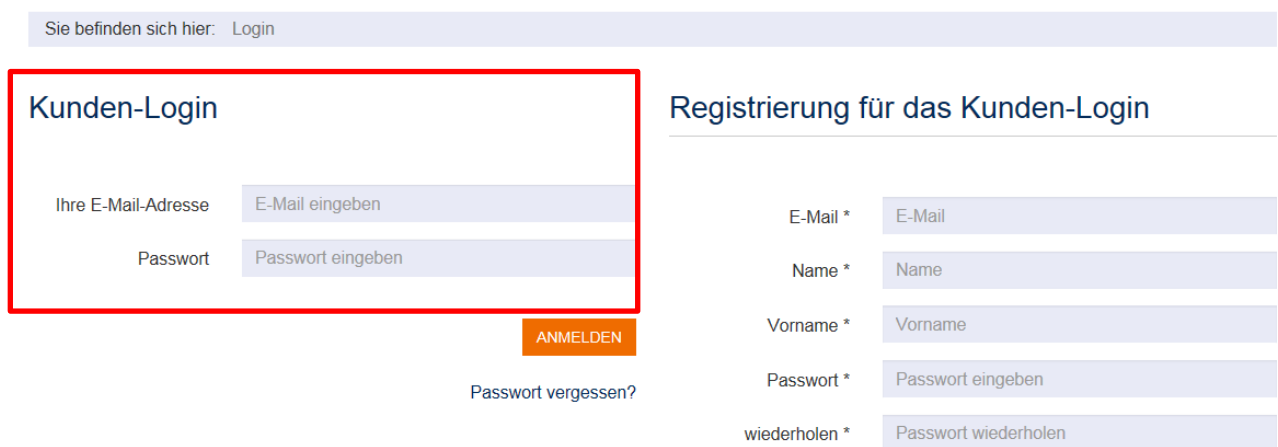 Sie befinden sich hier: Login
Kunden-Login
Ihre E-Mail-Adresse E-Mail eingeben
Passwort Passwort eingeben
ANMELDEN
Passwort vergessen?
Registrierung für das Kunden-Login
E-Mail * E-Mail
Name * Name
Vorname * Vorname
Passwort * Passwort eingeben
wiederholen * Passwort wiederholen